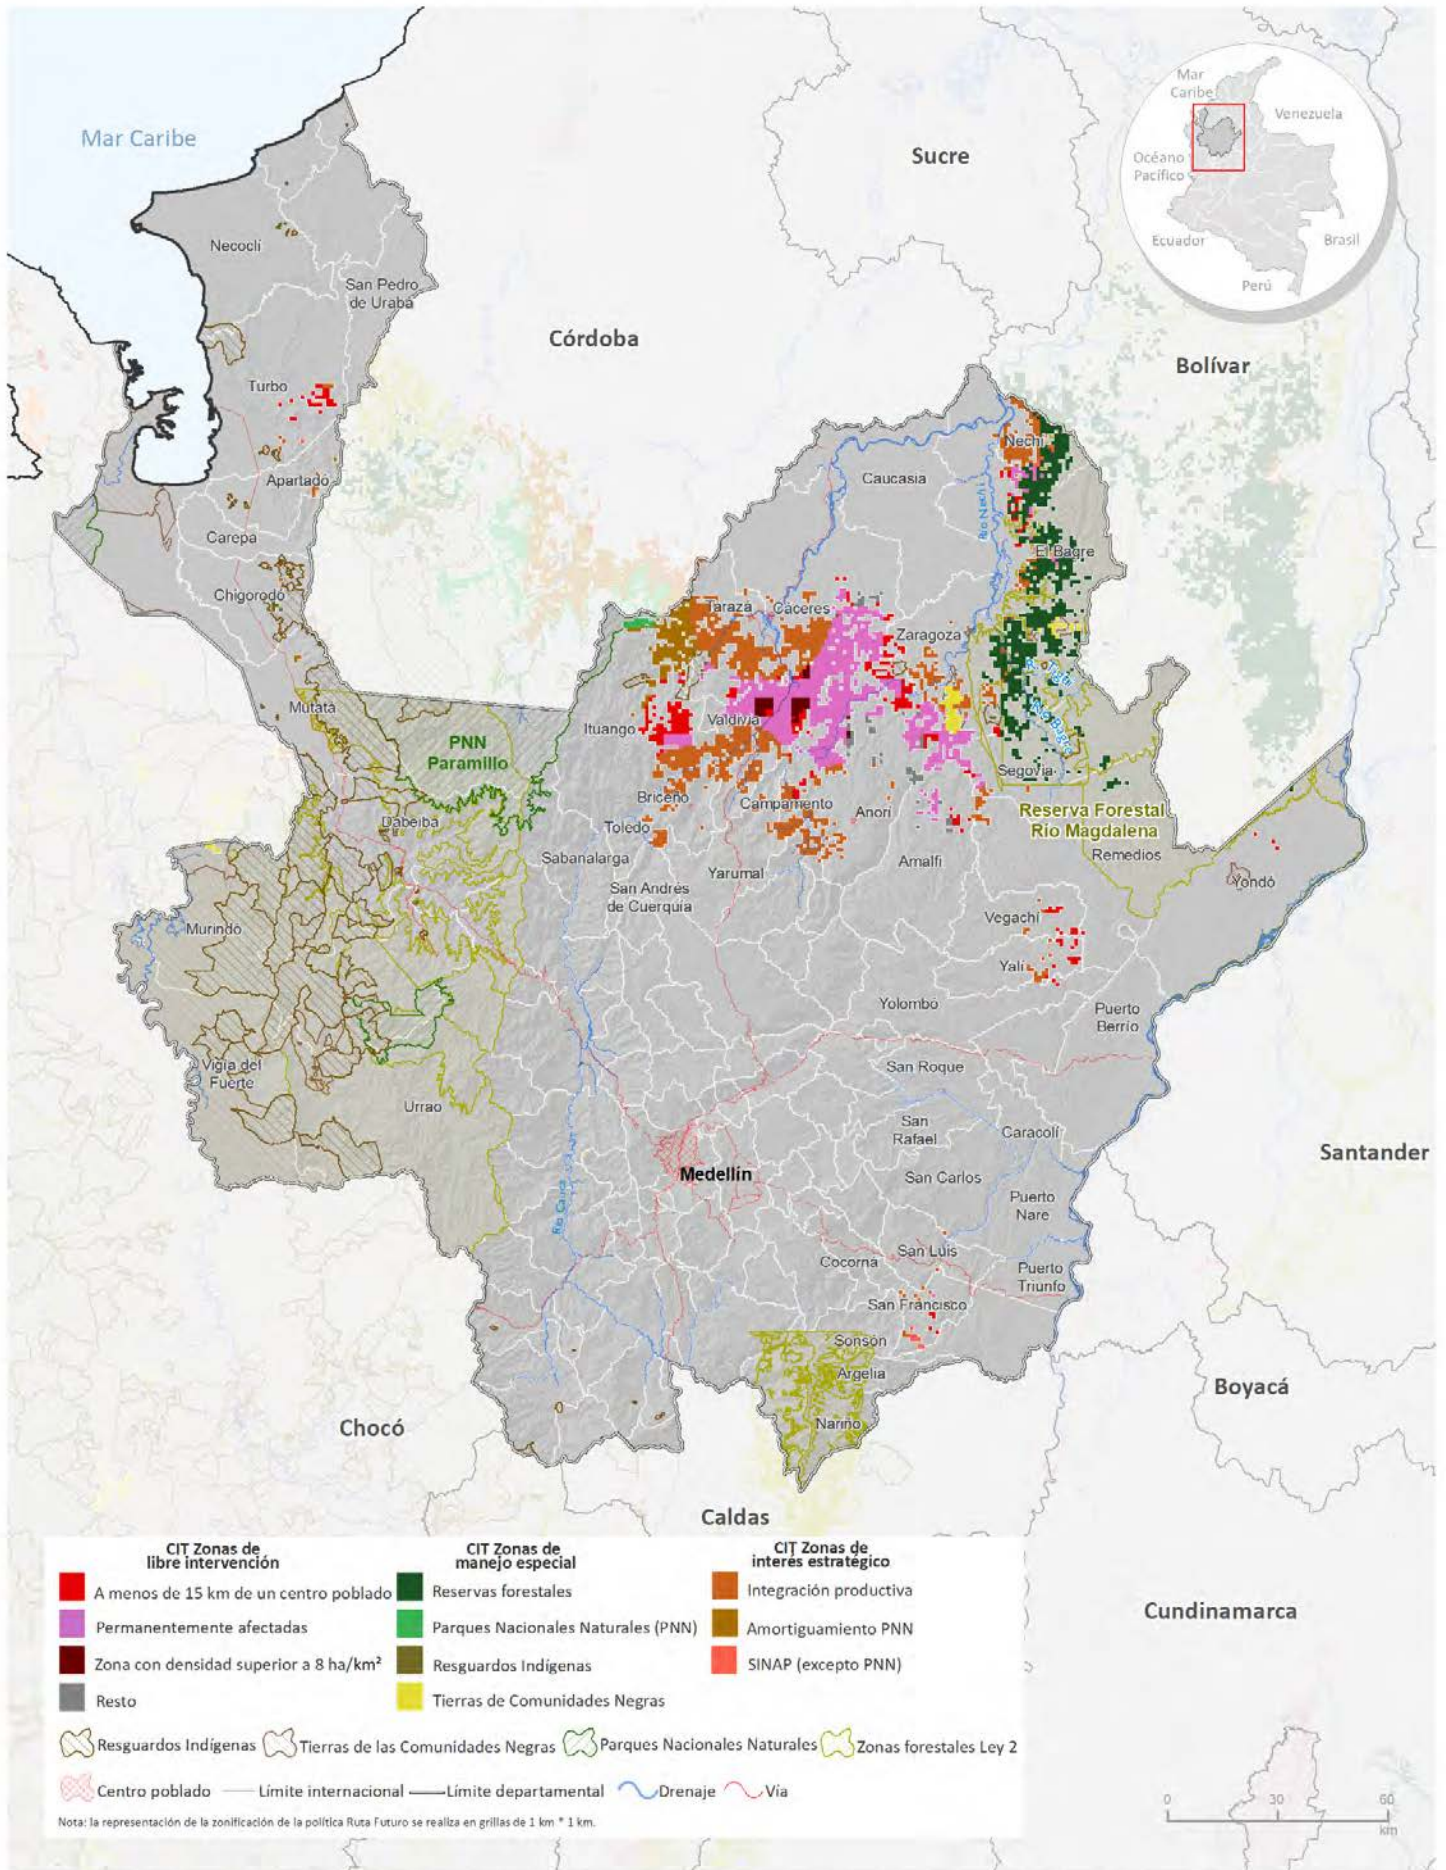 Mar Caribe
Mar
Caribe
Venezuela
Océano
Pacífico
Ecuador
Brasil
Perú
Sucre
Necoclí
San Pedro
de Urabá
Córdoba
Bolívar
Turbo
Nechí
Apartadó
Caucasia
Río Nechí
Carepa
El Bagre
Chigorodó
Tarazá
Cáceres
Zaragoza
Mutatá
Ituango
Valdivia
Río Bagre
PNN
Paramillo
Segovia
Briceño
Campamento
Anorí
Reserva Forestal
Río Magdalena
Dabeiba
Toledo
Sabanalarga
Amalfi
Remedios
Yarumal
San Andrés
de Cuerquia
Yondó
Vegachí
Murindó
Yalí
Yolombó
Puerto
Berrío
Vigía del
Fuerte
San Roque
Urrao
San
Rafael
Caracolí
Santander
Medellín
San Carlos
Puerto
Nare
Río Cauca
San Luis
Cocorná
Puerto
Triunfo
San Francisco
Sonsón
Argelia
Boyacá
Nariño
Chocó
Caldas
CIT Zonas de
libre intervención
A menos de 15 km de un centro poblado
Permanentemente afectadas
Zona con densidad superior a 8 ha/km²
Resto
CIT Zonas de
manejo especial
Reservas forestales
Parques Nacionales Naturales (PNN)
Resguardos Indígenas
Tierras de Comunidades Negras
CIT Zonas de
interés estratégico
Integración productiva
Amortiguamiento PNN
SINAP (excepto PNN)
Cundinamarca
Resguardos Indígenas
Tierras de las Comunidades Negras
Parques Nacionales Naturales
Zonas forestales Ley 2
Centro poblado
Límite internacional
Límite departamental
Drenaje
Vía
Nota: la representación de la zonificación de la política Ruta Futuro se realiza en grillas de 1 km * 1 km.
0 30 60
km